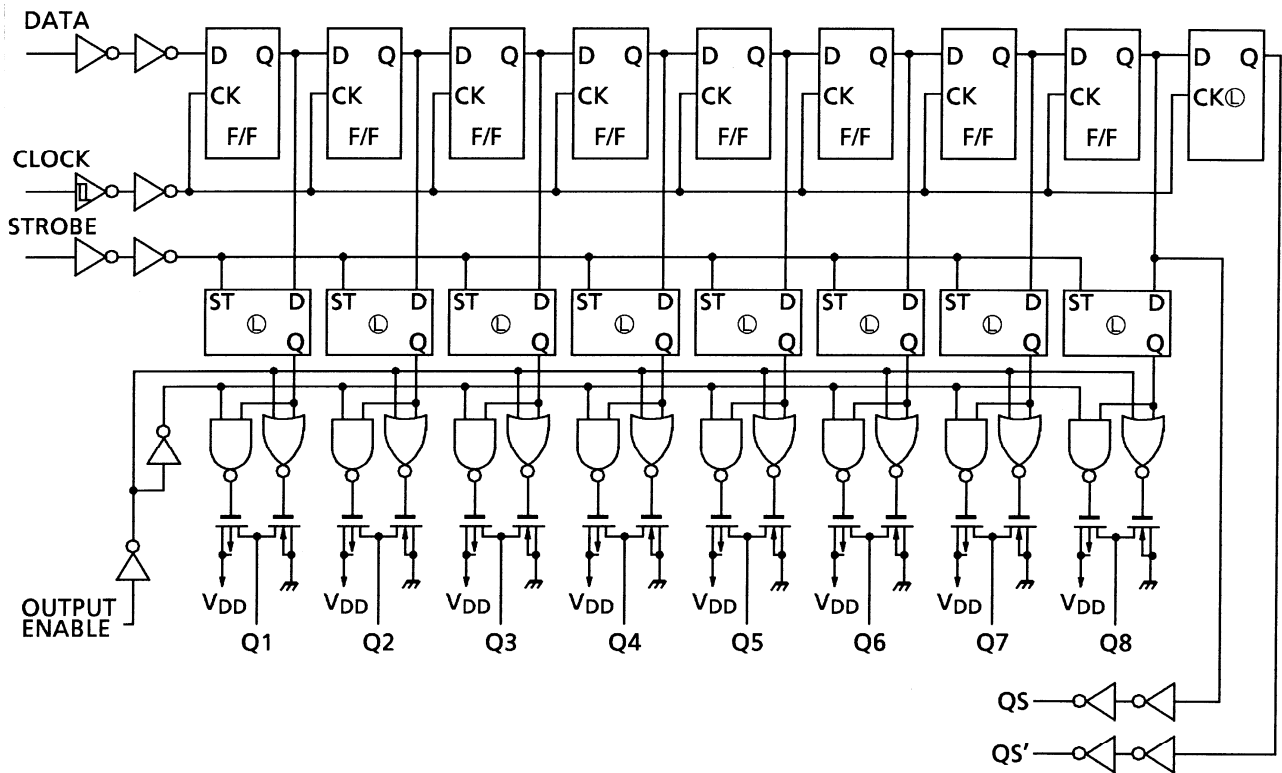 DATA
D Q D Q D Q D Q D Q D Q D Q D Q D Q
CK CK CK CK CK CK CK CK CKⓁ
F/F F/F F/F F/F F/F F/F F/F F/F
CLOCK
STROBE
ST D ST D ST D ST D ST D ST D ST D ST D
Ⓛ Ⓛ Ⓛ Ⓛ Ⓛ Ⓛ Ⓛ Ⓛ
Q Q Q Q Q Q Q Q
OUTPUT
ENABLE
VDD VDD VDD VDD VDD VDD VDD VDD
Q1 Q2 Q3 Q4 Q5 Q6 Q7 Q8
QS
QS'